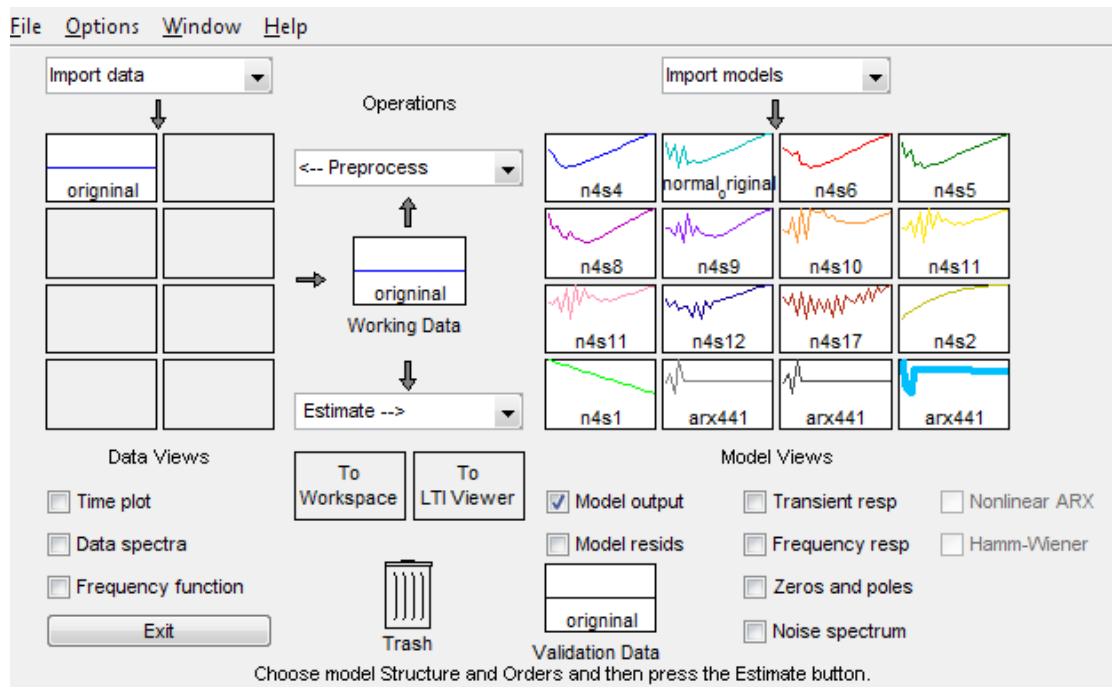 File Options Window Help
Import data
Import models
Operations
<-- Preprocess
origninal
n4s4
normal_original
n4s6
n4s5
n4s8
n4s9
n4s10
n4s11
origninal
Working Data
n4s11
n4s12
n4s17
n4s2
Estimate -->
n4s1
arx441
arx441
arx441
Data Views
Model Views
To Workspace
To LTI Viewer
Time plot
Data spectra
Frequency function
Exit
Trash
Model output
Model resids
Transient resp
Frequency resp
Zeros and poles
Noise spectrum
Nonlinear ARX
Hamm-Wiener
origninal
Validation Data
Choose model Structure and Orders and then press the Estimate button.